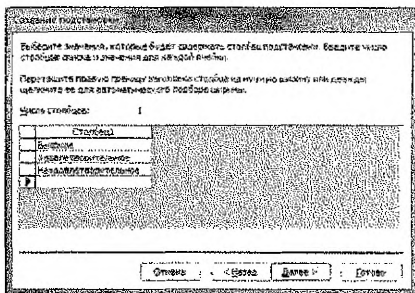 Создание подстановки
Выберите значения, которые будет содержать столбец подстановки. Введите число
столбцов списка и значения для каждой ячейки.
Перетащите правую границу заголовка столбца на нужную ширину или дважды
щелкните ее для автоматического подбора ширины.
Число столбцов: 1
Столбец1
Удовлетворительное
Неудовлетворительное
Отмена < Назад Далее > Готово